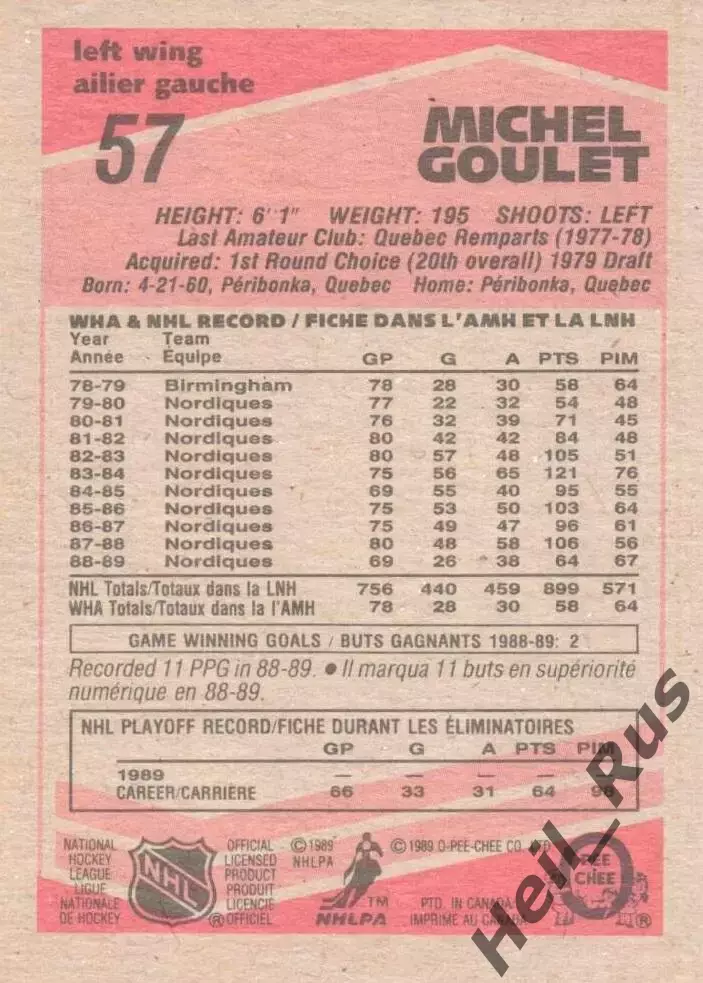 left wing
ailier gauche
57
MICHEL
GOULET
HEIGHT: 6' 1" WEIGHT: 195 SHOOTS: LEFT
Last Amateur Club: Quebec Remparts (1977-78)
Acquired: 1st Round Choice (20th overall) 1979 Draft
Born: 4-21-60, Péribonka, Quebec Home: Péribonka, Quebec
WHA & NHL RECORD / FICHE DANS L'AMH ET LA LNH
Year Team
Année Équipe GP G A PTS PIM
78-79 Birmingham 78 28 30 58 64
79-80 Nordiques 77 22 32 54 48
80-81 Nordiques 76 32 39 71 45
81-82 Nordiques 80 42 42 84 48
82-83 Nordiques 80 57 48 105 51
83-84 Nordiques 75 56 65 121 76
84-85 Nordiques 69 55 40 95 55
85-86 Nordiques 75 53 50 103 64
86-87 Nordiques 75 49 47 96 61
87-88 Nordiques 80 48 58 106 56
88-89 Nordiques 69 26 38 64 67
NHL Totals/Totaux dans la LNH 756 440 459 899 571
WHA Totals/Totaux dans la l'AMH 78 28 30 58 64
GAME WINNING GOALS / BUTS GAGNANTS 1988-89: 2
Recorded 11 PPG in 88-89. ● Il marqua 11 buts en supériorité
numérique en 88-89.
NHL PLAYOFF RECORD/FICHE DURANT LES ÉLIMINATOIRES
GP G A PTS PIM
1989 — — — — —
CAREER/CARRIÈRE 66 33 31 64 98
NATIONAL
HOCKEY
LEAGUE
LIGUE
NATIONALE
DE HOCKEY
NHL
®
OFFICIAL
LICENSED
PRODUCT
PRODUIT
LICENCIE
OFFICIEL
© 1989
NHLPA
TM
NHLPA
© 1989 O-PEE-CHEE CO. LTD.
PTD. IN CANADA
IMPRIME AU CANADA
O
PEE
CHEE
®
Heil_Rus